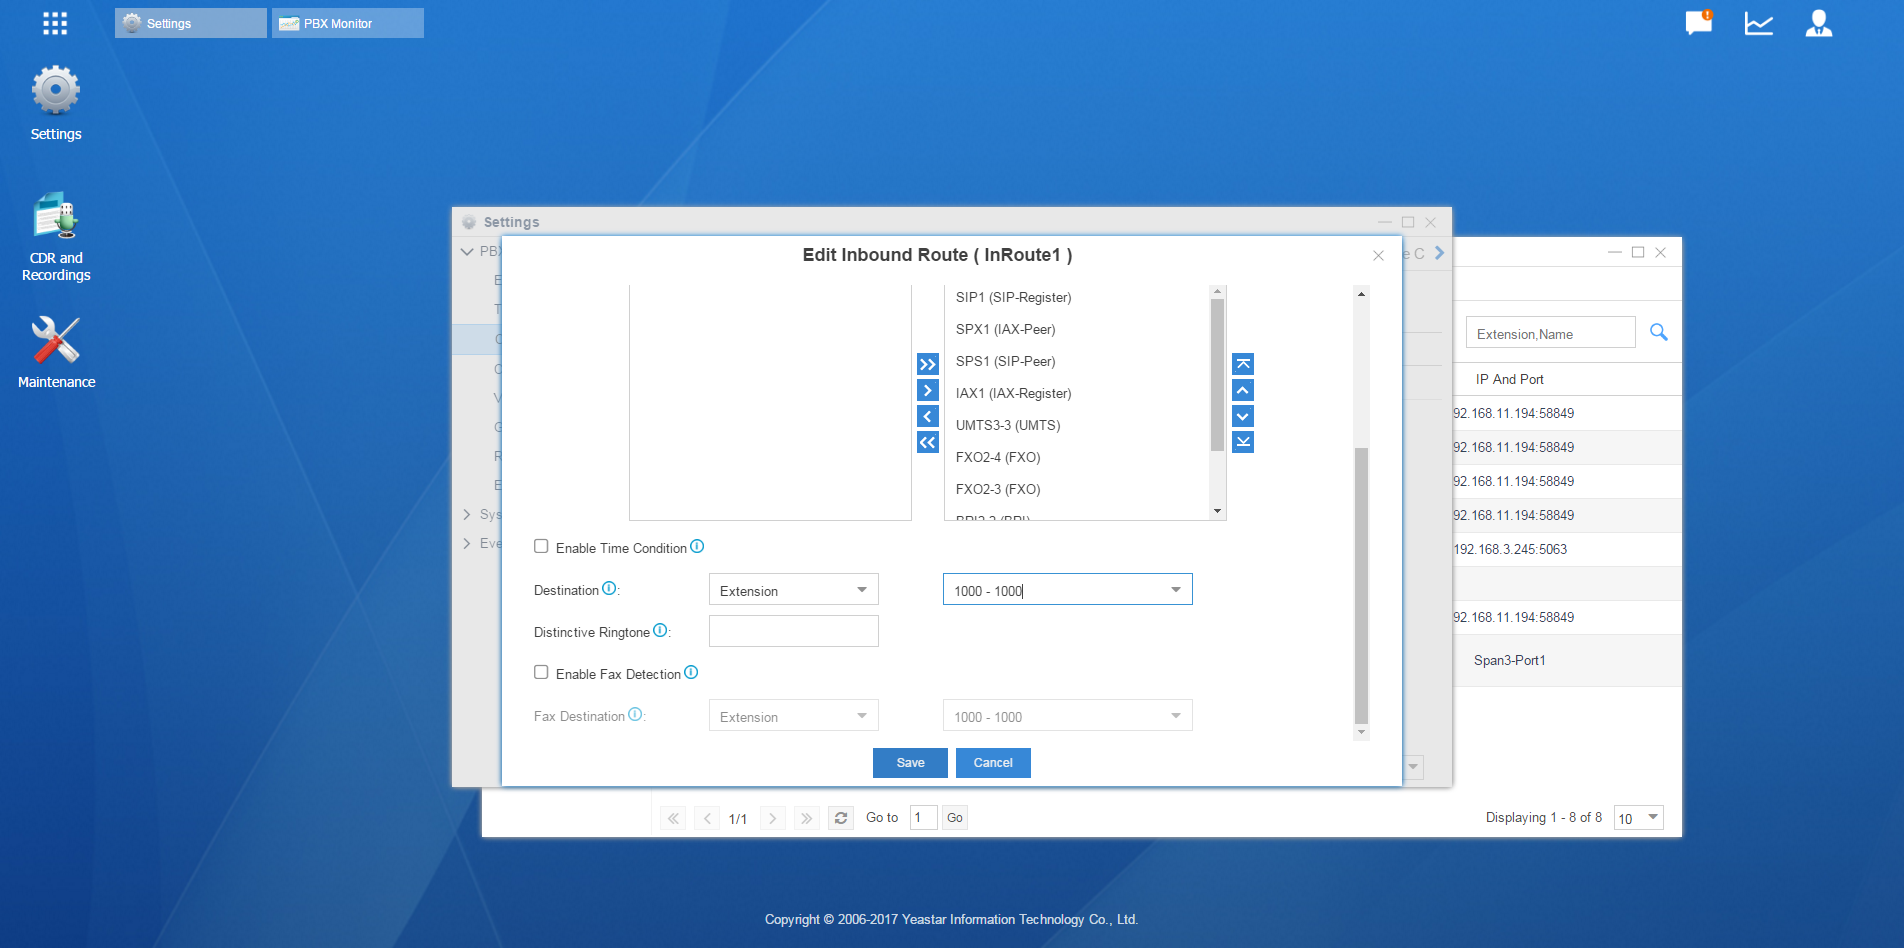 Settings
PBX Monitor
Settings
CDR and
Recordings
Maintenance
Settings
PBX
Sys
Eve
e C
Edit Inbound Route ( InRoute1 )
SIP1 (SIP-Register)
SPX1 (IAX-Peer)
SPS1 (SIP-Peer)
IAX1 (IAX-Register)
UMTS3-3 (UMTS)
FXO2-4 (FXO)
FXO2-3 (FXO)
Enable Time Condition
Destination :
Extension
1000 - 1000
Distinctive Ringtone :
Enable Fax Detection
Fax Destination :
Extension
1000 - 1000
Save
Cancel
Extension,Name
IP And Port
92.168.11.194:58849
92.168.11.194:58849
92.168.11.194:58849
92.168.11.194:58849
192.168.3.245:5063
92.168.11.194:58849
Span3-Port1
1/1
Go to
1
Go
Displaying 1 - 8 of 8
10
Copyright © 2006-2017 Yeastar Information Technology Co., Ltd.